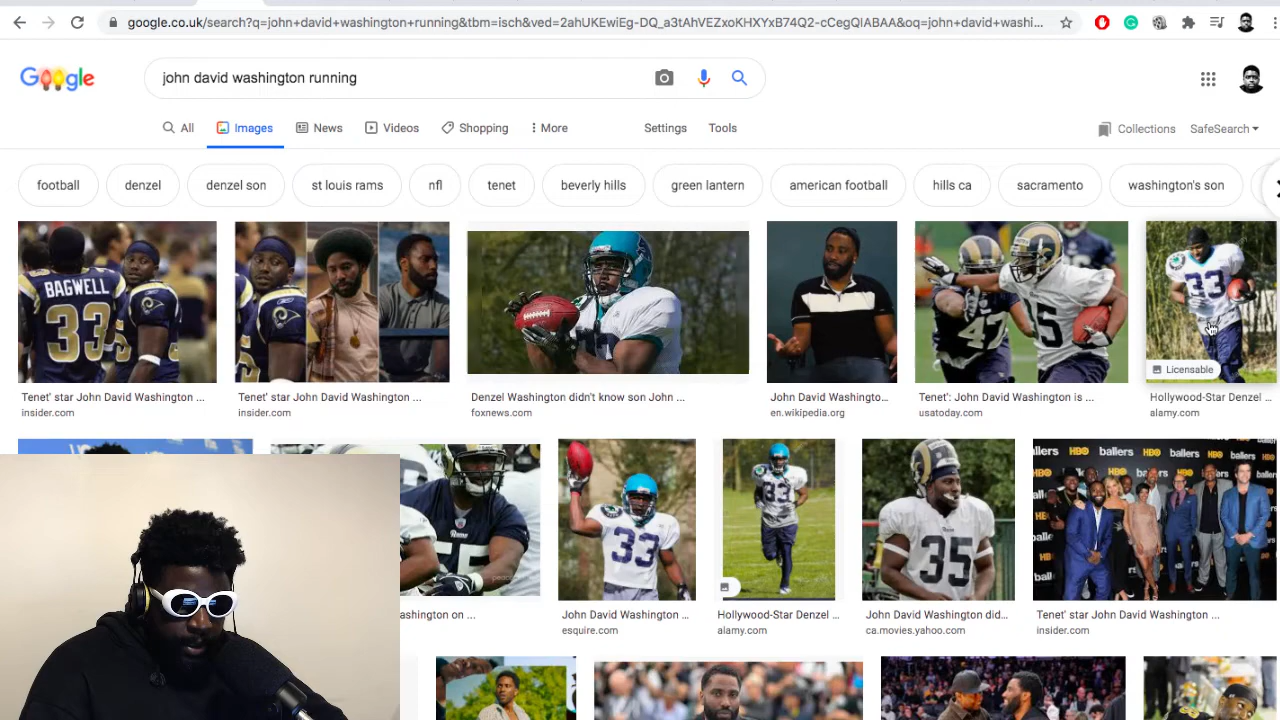 google.co.uk/search?q=john+david+washington+running&tbm=isch&ved=2ahUKEwiEg-DQ_a3tAhVEZxoKHXYxB74Q2-cCegQIABAA&oq=john+david+washi...
Google
john david washington running
All Images News Videos Shopping More Settings Tools Collections SafeSearch
football denzel denzel son st louis rams nfl tenet beverly hills green lantern american football hills ca sacramento washington's son
BAGWELL
33
47
35
33
Licensable
Tenet' star John David Washington ... Tenet' star John David Washington ... Denzel Washington didn't know son John ... John David Washingto... Tenet': John David Washington is ... Hollywood-Star Denzel ...
insider.com insider.com foxnews.com en.wikipedia.org usatoday.com alamy.com
Rams
55
33
33
35
HBO
ballers
HBO
ashington on ... John David Washington ... Hollywood-Star Denzel ... John David Washington did... Tenet' star John David Washington ...
esquire.com alamy.com ca.movies.yahoo.com insider.com